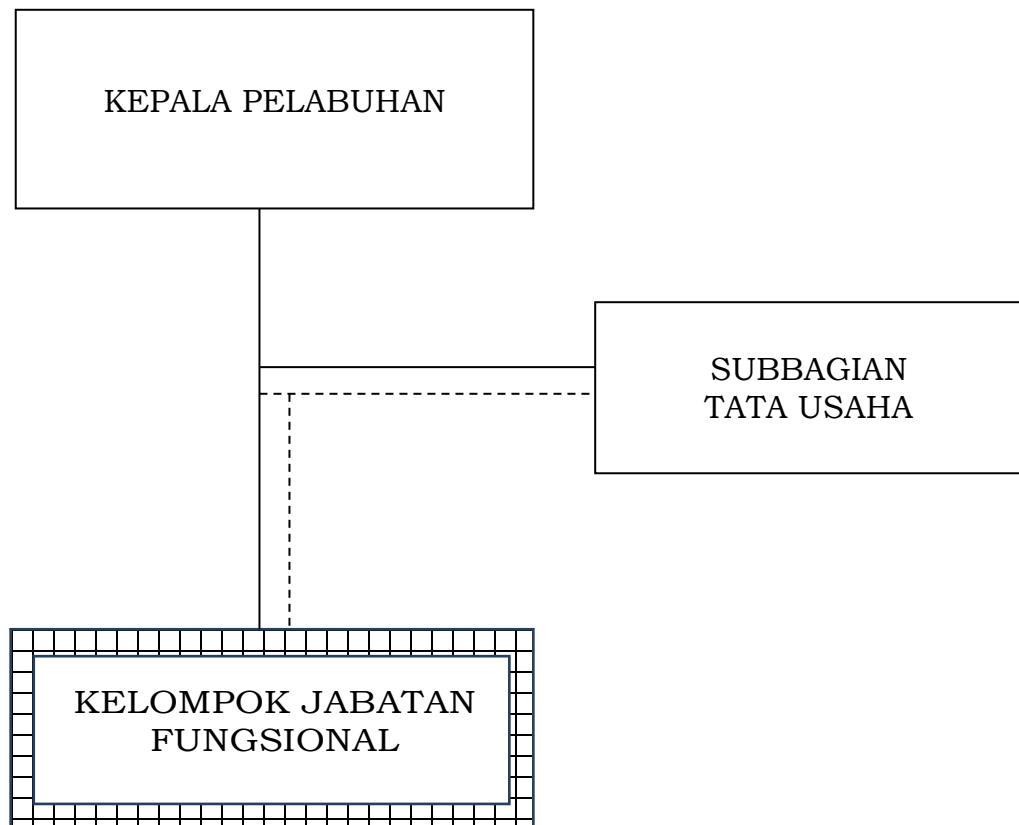 KEPALA PELABUHAN
SUBBAGIAN
TATA USAHA
KELOMPOK JABATAN
FUNGSIONAL